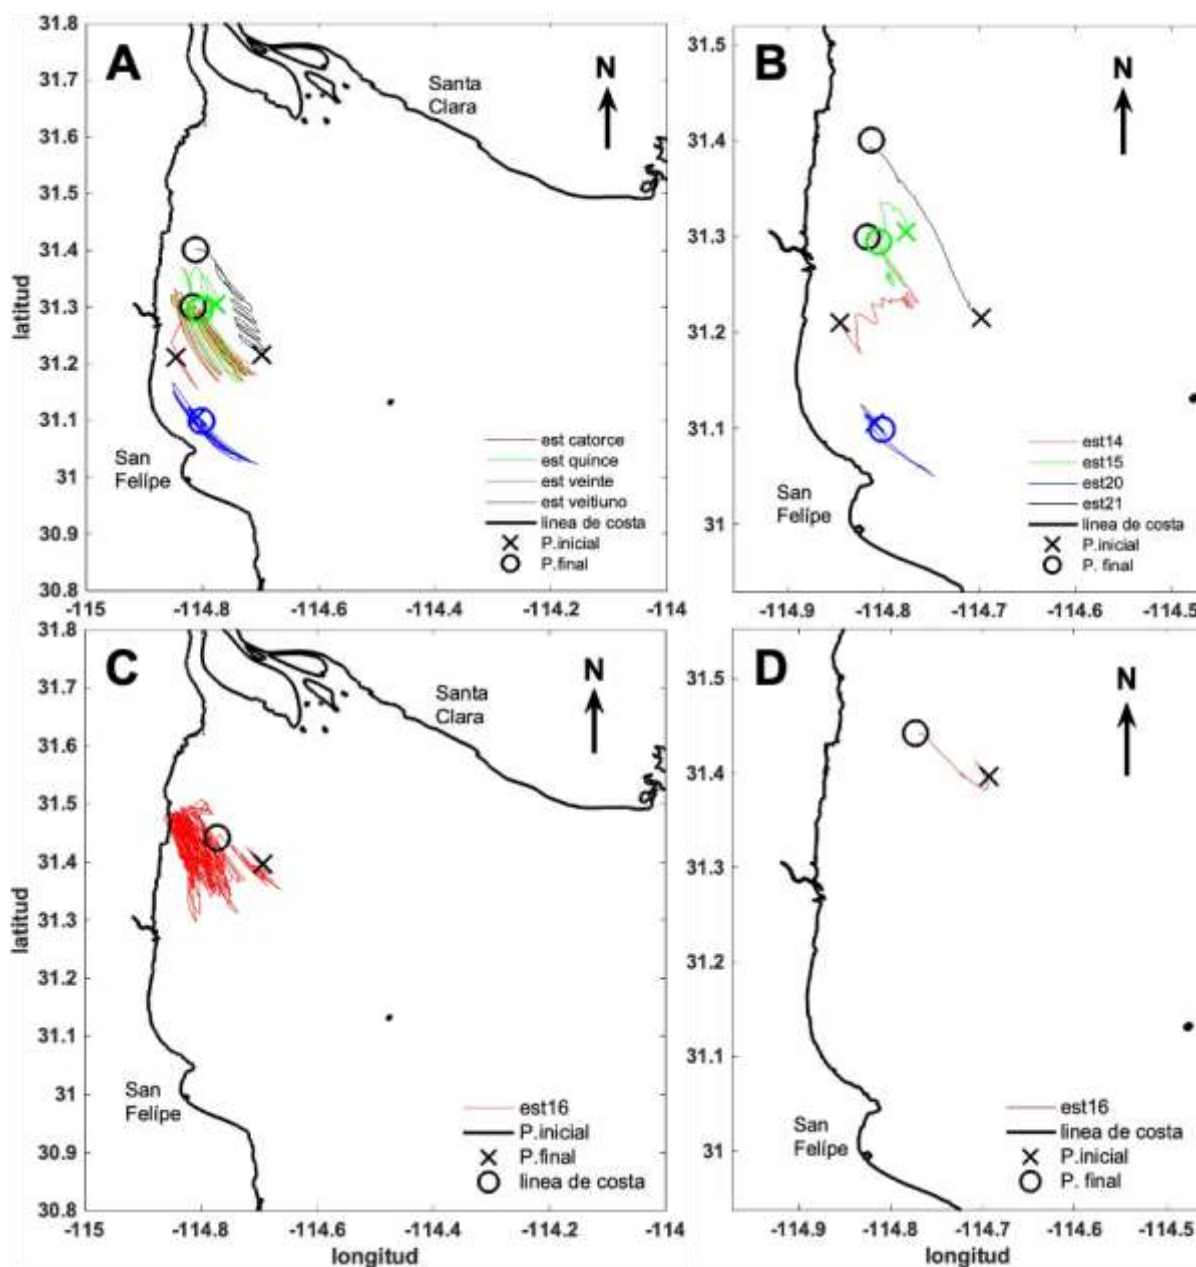 A
N
Santa
Clara
San
Felípe
est catorce
est quince
est veinte
est veitiuno
linea de costa
P.inicial
P.final
latitud
31.8
31.7
31.6
31.5
31.4
31.3
31.2
31.1
31
30.9
30.8
-115
-114.8
-114.6
-114.4
-114.2
-114
B
N
San
Felípe
est14
est15
est20
est21
linea de costa
P.inicial
P. final
31.5
31.4
31.3
31.2
31.1
31
-114.9
-114.8
-114.7
-114.6
-114.5
C
N
Santa
Clara
San
Felípe
est16
P.inicial
P.final
linea de costa
latitud
31.8
31.7
31.6
31.5
31.4
31.3
31.2
31.1
31
30.9
30.8
-115
-114.8
-114.6
-114.4
-114.2
-114
longitud
D
N
San
Felípe
est16
linea de costa
P.inicial
P. final
31.5
31.4
31.3
31.2
31.1
31
-114.9
-114.8
-114.7
-114.6
-114.5
longitud